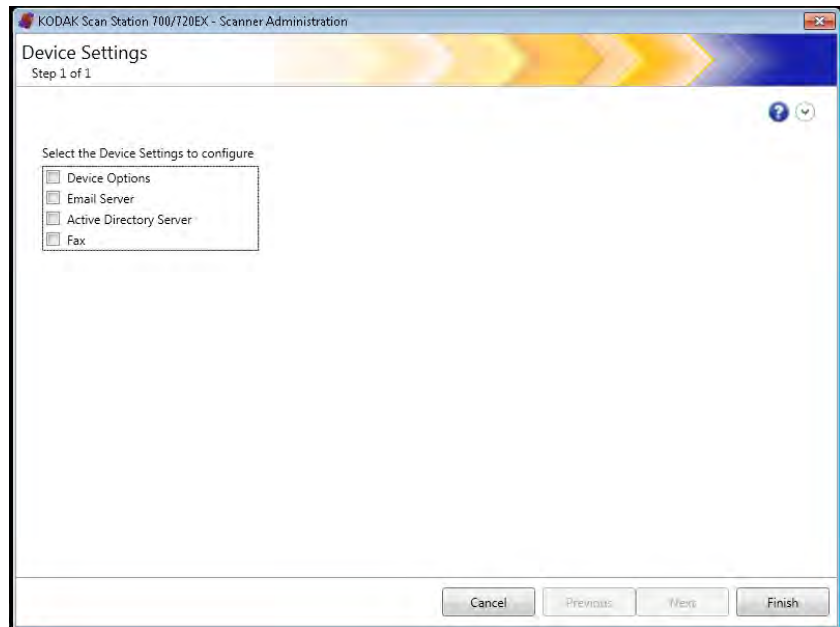 KODAK Scan Station 700/720EX - Scanner Administration
Device Settings
Step 1 of 1
?
Select the Device Settings to configure
Device Options
Email Server
Active Directory Server
Fax
Cancel
Previous
Next
Finish